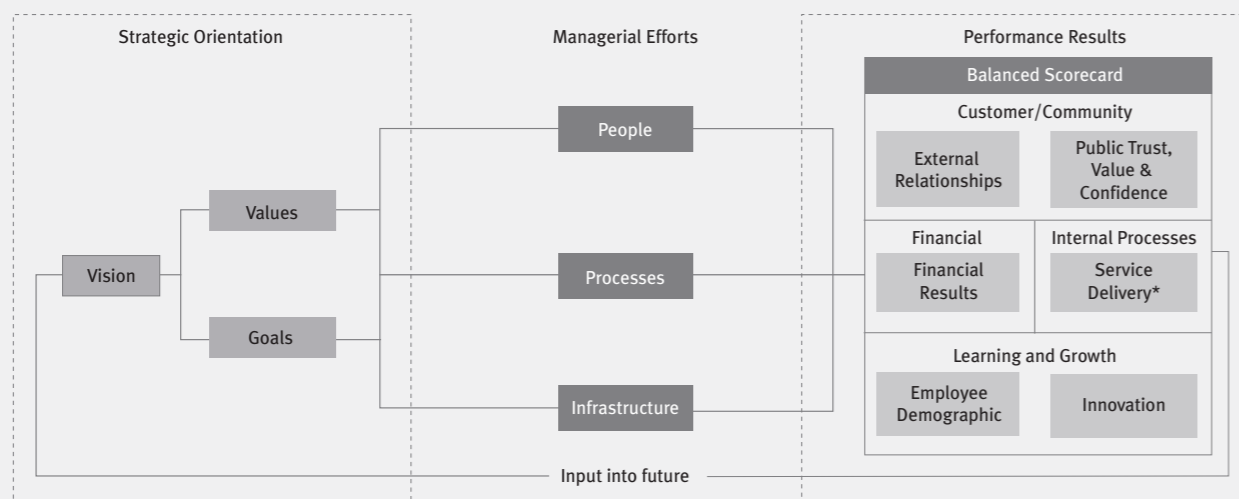 Strategic Orientation
Managerial Efforts
Performance Results
Balanced Scorecard
Customer/Community
People
External
Relationships
Public Trust,
Value &
Confidence
Values
Financial
Internal Processes
Vision
Processes
Financial
Results
Service
Delivery*
Goals
Learning and Growth
Infrastructure
Employee
Demographic
Innovation
Input into future